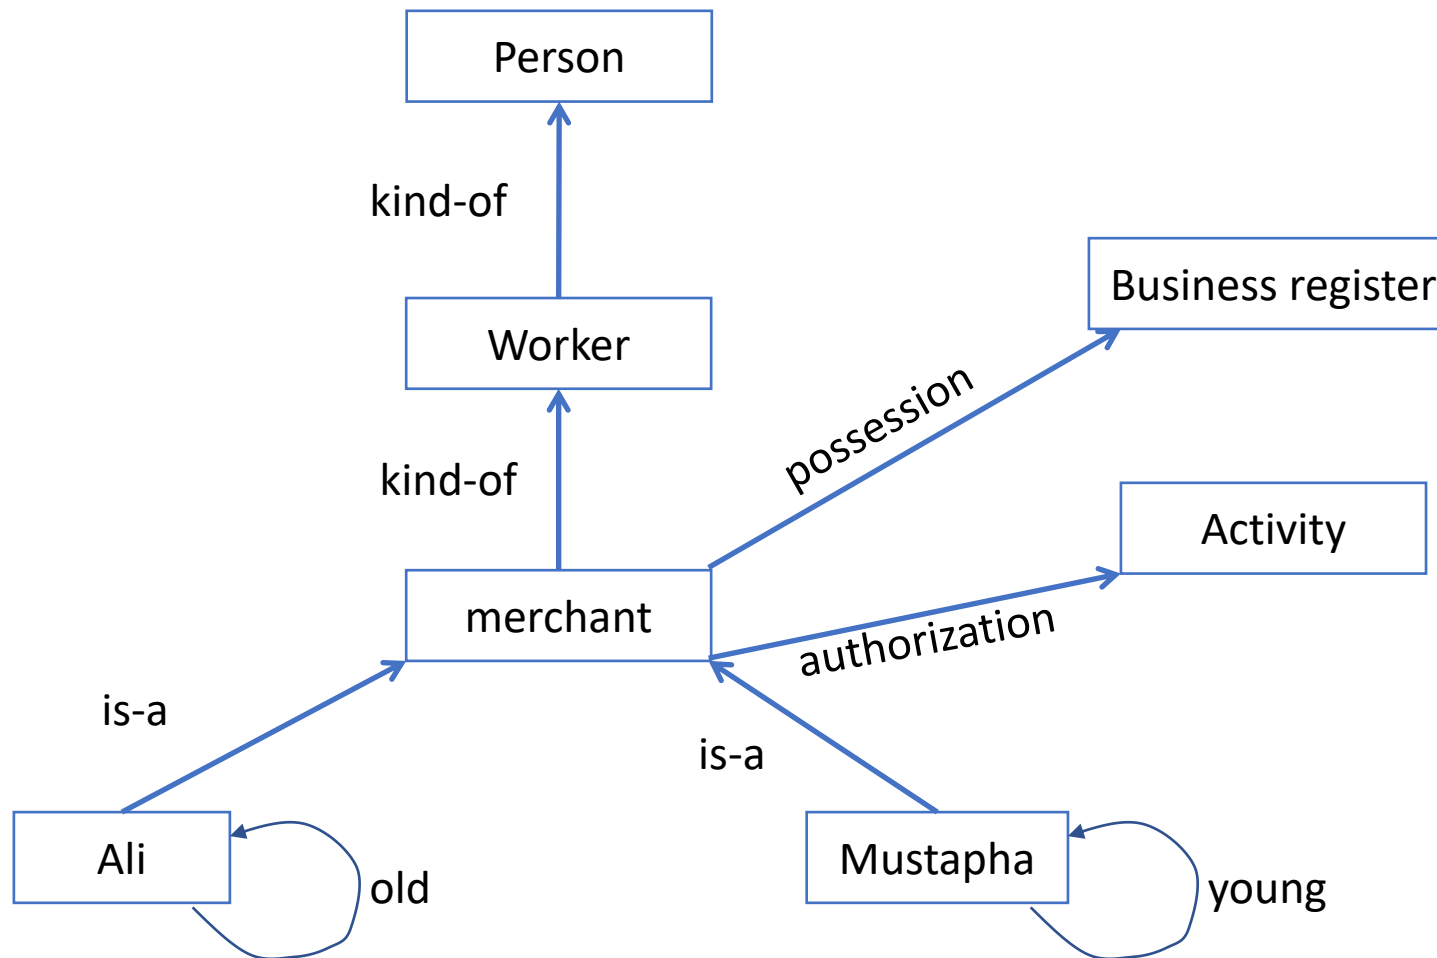 Person
kind-of
Business register
Worker
possession
kind-of
Activity
merchant
authorization
is-a
is-a
Ali
old
Mustapha
young